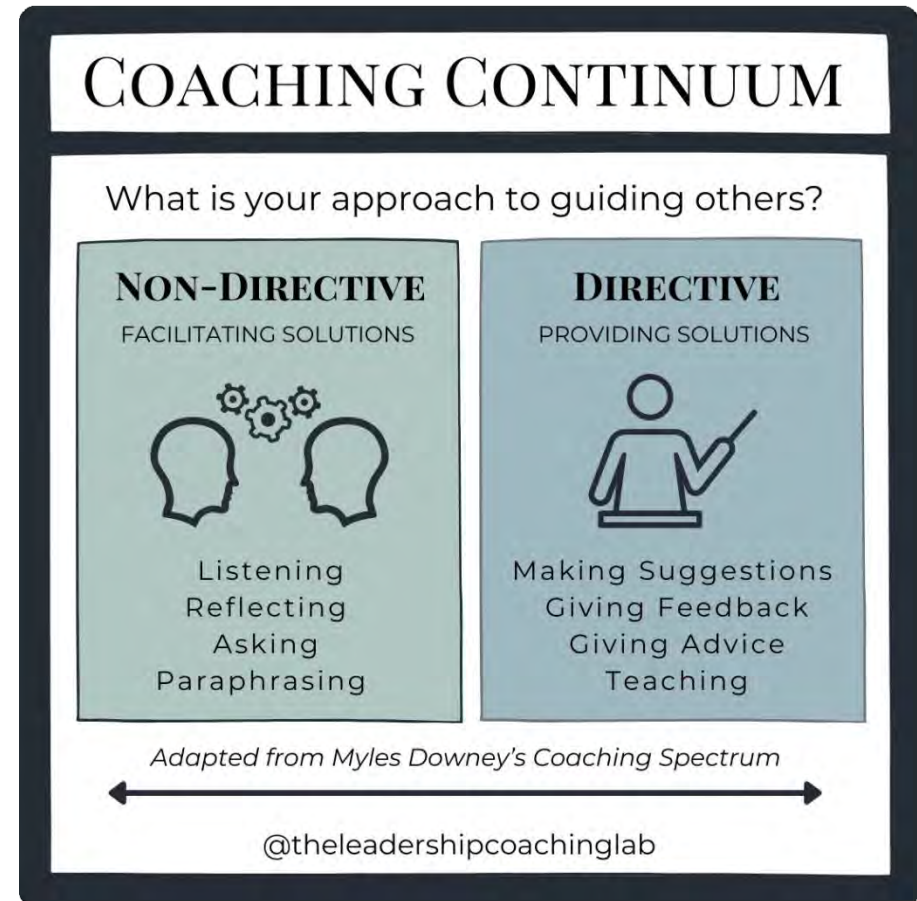 COACHING CONTINUUM
What is your approach to guiding others?
NON-DIRECTIVE
FACILITATING SOLUTIONS
Listening
Reflecting
Asking
Paraphrasing
DIRECTIVE
PROVIDING SOLUTIONS
Making Suggestions
Giving Feedback
Giving Advice
Teaching
Adapted from Myles Downey's Coaching Spectrum
@theleadershipcoachinglab